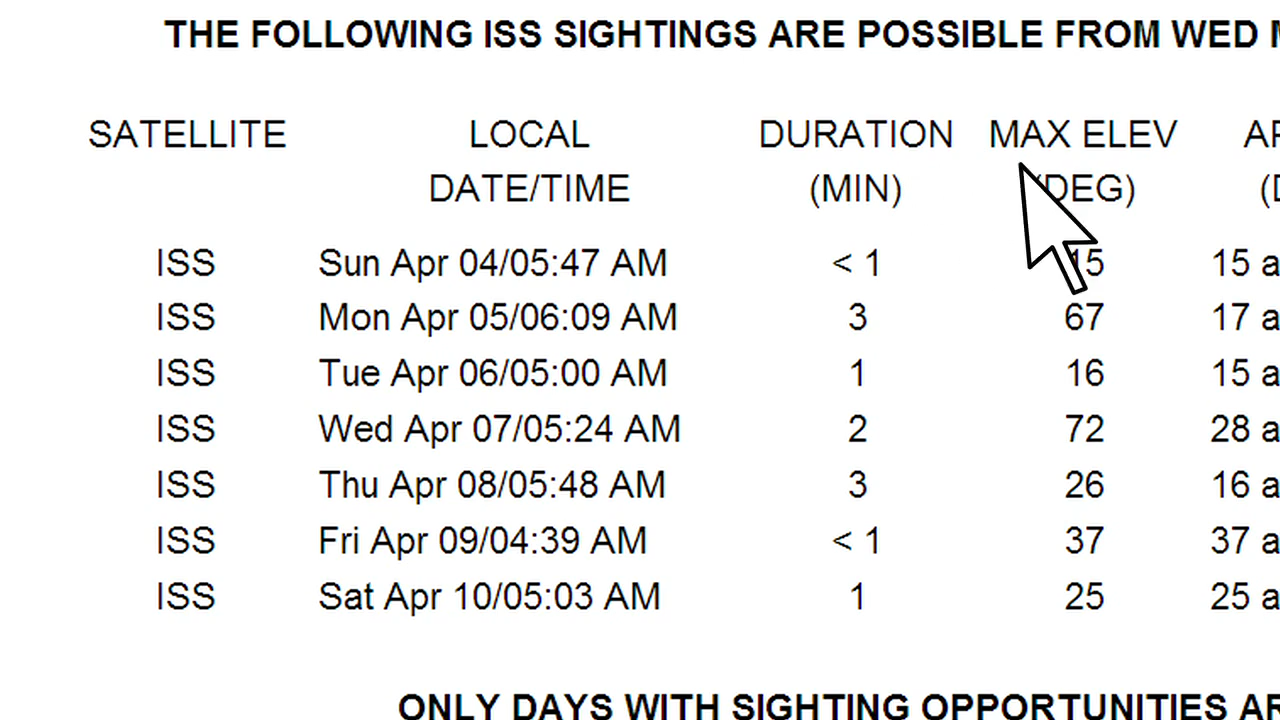 THE FOLLOWING ISS SIGHTINGS ARE POSSIBLE FROM WED
SATELLITE LOCAL DURATION MAX ELEV
DATE/TIME (MIN) (DEG)
ISS Sun Apr 04/05:47 AM < 1 15 15
ISS Mon Apr 05/06:09 AM 3 67 17
ISS Tue Apr 06/05:00 AM 1 16 15
ISS Wed Apr 07/05:24 AM 2 72 28
ISS Thu Apr 08/05:48 AM 3 26 16
ISS Fri Apr 09/04:39 AM < 1 37 37
ISS Sat Apr 10/05:03 AM 1 25 25
ONLY DAYS WITH SIGHTING OPPORTUNITIES